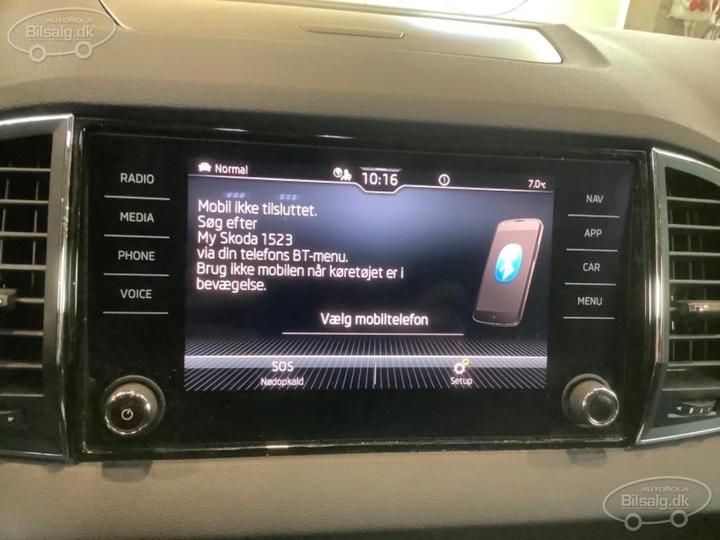 AUTOROLA
Bilsalg.dk
RADIO
MEDIA
PHONE
VOICE
Normal
10:16
1
7.0°C
Mobil ikke tilsluttet.
Søg efter
My Skoda 1523
via din telefons BT-menu.
Brug ikke mobilen når køretøjet er i
bevægelse.
Vælg mobiltelefon
SOS
Nødopkald
Setup
NAV
APP
CAR
MENU
AUTOROLA
Bilsalg.dk